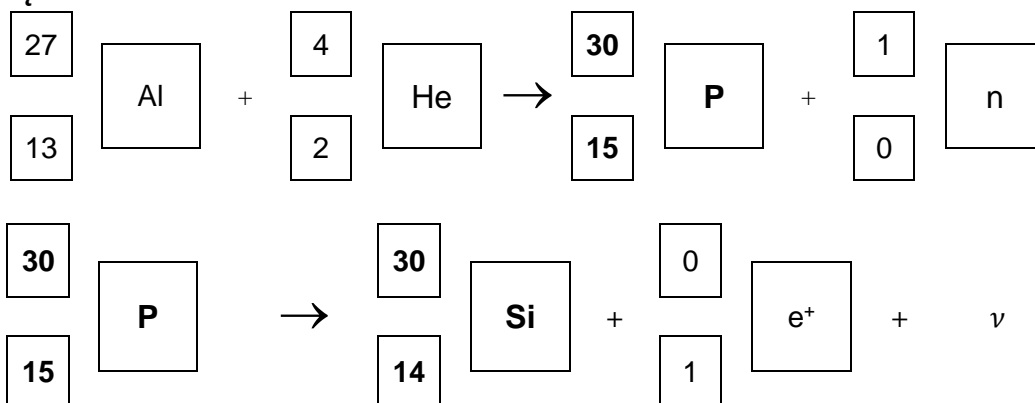 27 4 30 1
Al + He → P + n
13 2 15 0
30 30 0
P → Si + e⁺ + ν
15 14 1